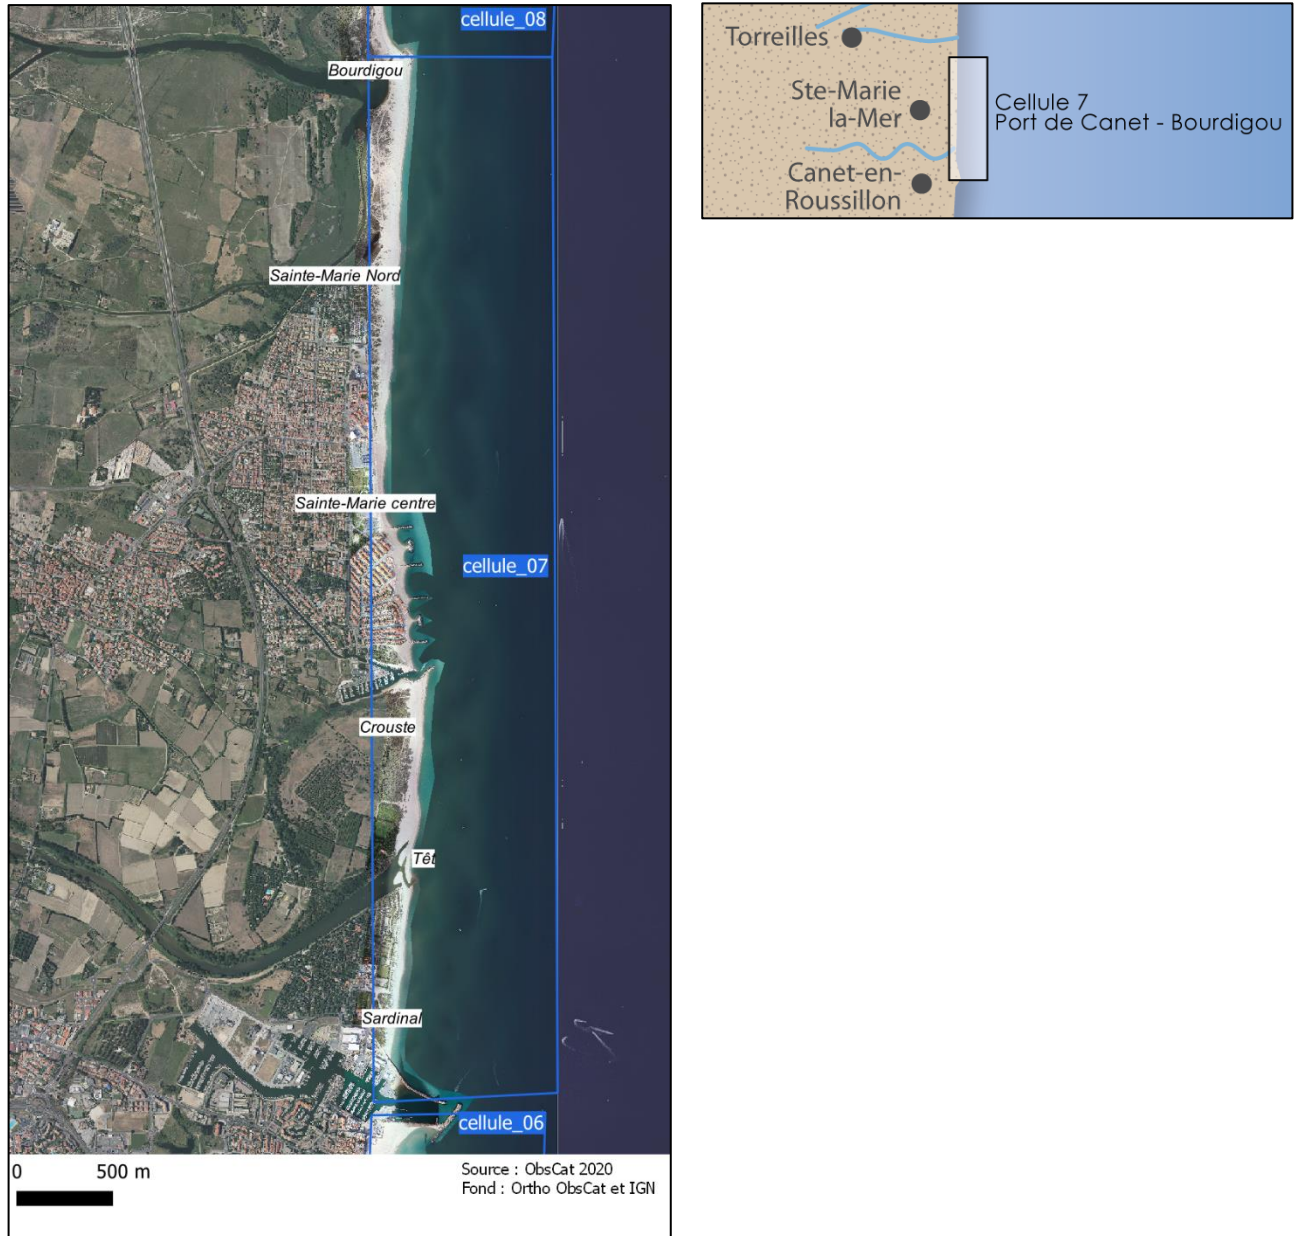 cellule_08
Bourdigou
Sainte-Marie Nord
Sainte-Marie centre
cellule_07
Crouste
Têt
Sardinal
cellule_06
0 500 m
Source : ObsCat 2020
Fond : Ortho ObsCat et IGN
Torreilles
Ste-Marie
la-Mer
Canet-en-
Roussillon
Cellule 7
Port de Canet - Bourdigou